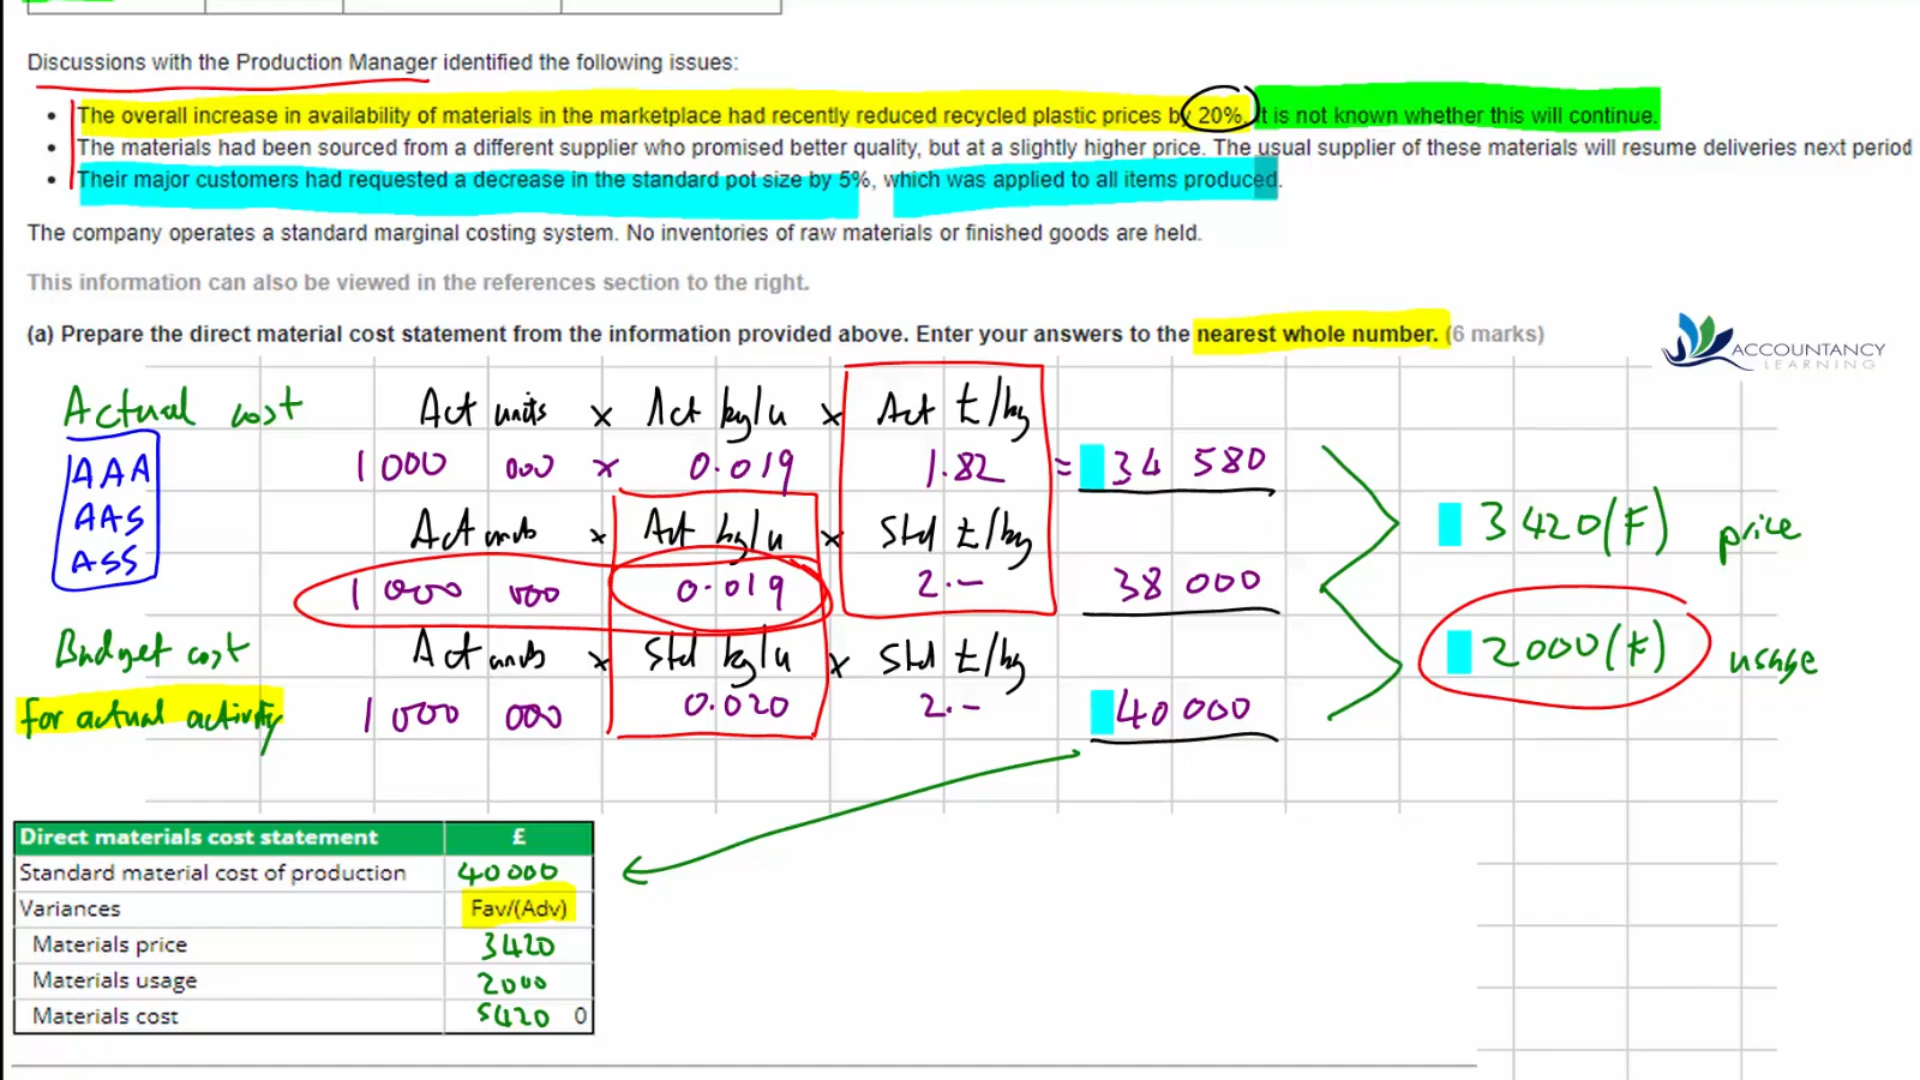 Discussions with the Production Manager identified the following issues:
• The overall increase in availability of materials in the marketplace had recently reduced recycled plastic prices by 20%. It is not known whether this will continue.
• The materials had been sourced from a different supplier who promised better quality, but at a slightly higher price. The usual supplier of these materials will resume deliveries next period
• Their major customers had requested a decrease in the standard pot size by 5%, which was applied to all items produced.
The company operates a standard marginal costing system. No inventories of raw materials or finished goods are held.
This information can also be viewed in the references section to the right.
(a) Prepare the direct material cost statement from the information provided above. Enter your answers to the nearest whole number. (6 marks)
ACCOUNTANCY
LEARNING
Actual cost Act units × Act kg/u × Act £/kg
AAA 1 000 000 × 0.019 1.82 = 34 580
AAS Act units × Act kg/u × Std £/kg 3420(F) price
ASS 1 000 000 0.019 2.- 38 000
Budget cost Act units × Std kg/u × Std £/kg 2000(F) usage
for actual activity 1 000 000 0.020 2.- 40 000
Direct materials cost statement £
Standard material cost of production 40 000
Variances Fav/(Adv)
Materials price 3420
Materials usage 2000
Materials cost 5420 0